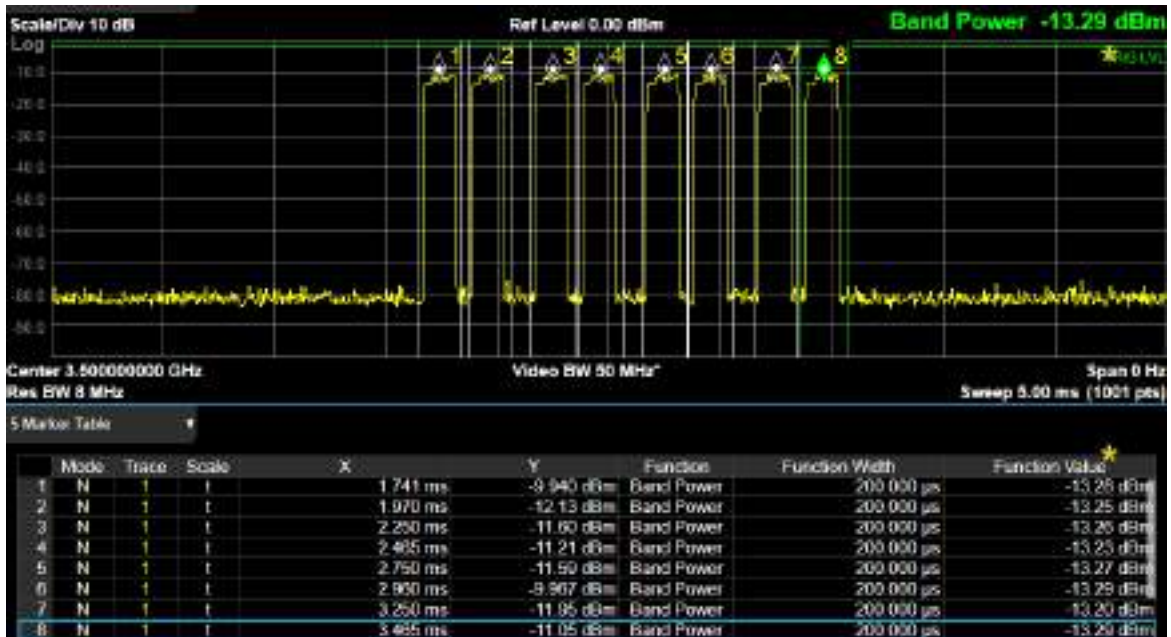 Scale/Div 10 dB Ref Level 0.00 dBm Band Power -13.29 dBm
Log
1 2 3 4 5 6 7 8
-10.0
-20.0
-30.0
-40.0
-50.0
-60.0
-70.0
-80.0
-90.0
Center 3.500000000 GHz Video BW 50 MHz* Span 0 Hz
Res BW 8 MHz Sweep 5.00 ms (1001 pts)
5 Marker Table
Mode Trace Scale X Y Function Function Width Function Value
1 N 1 t 1.741 ms -9.940 dBm Band Power 200.000 µs -13.28 dBm
2 N 1 t 1.970 ms -12.13 dBm Band Power 200.000 µs -13.25 dBm
3 N 1 t 2.250 ms -11.60 dBm Band Power 200.000 µs -13.26 dBm
4 N 1 t 2.465 ms -11.21 dBm Band Power 200.000 µs -13.23 dBm
5 N 1 t 2.750 ms -11.59 dBm Band Power 200.000 µs -13.27 dBm
6 N 1 t 2.960 ms -9.967 dBm Band Power 200.000 µs -13.29 dBm
7 N 1 t 3.250 ms -11.95 dBm Band Power 200.000 µs -13.20 dBm
8 N 1 t 3.465 ms -11.05 dBm Band Power 200.000 µs -13.29 dBm